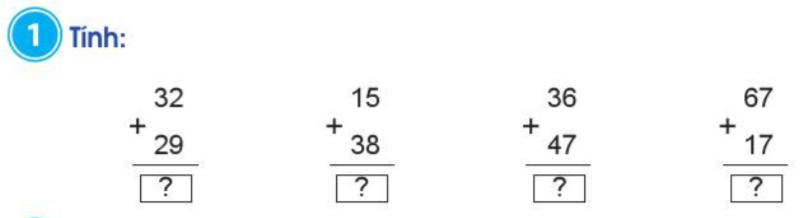 1 Tính:
32 15 36 67
+ + + +
29 38 47 17
? ? ? ?